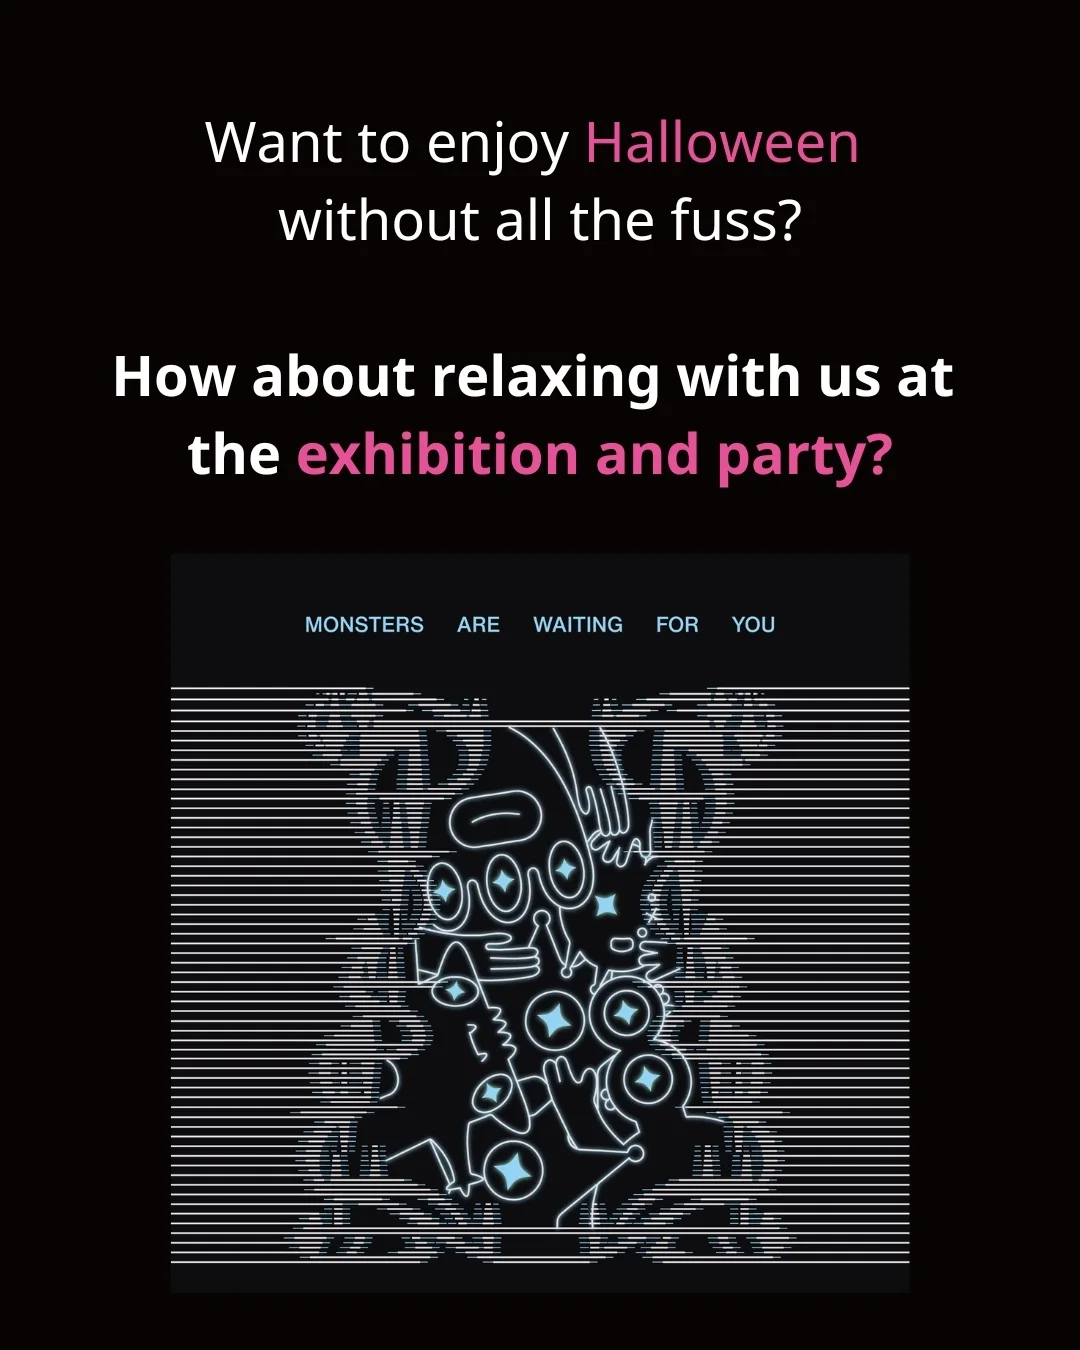 Want to enjoy Halloween
without all the fuss?
How about relaxing with us at
the exhibition and party?
MONSTERS ARE WAITING FOR YOU